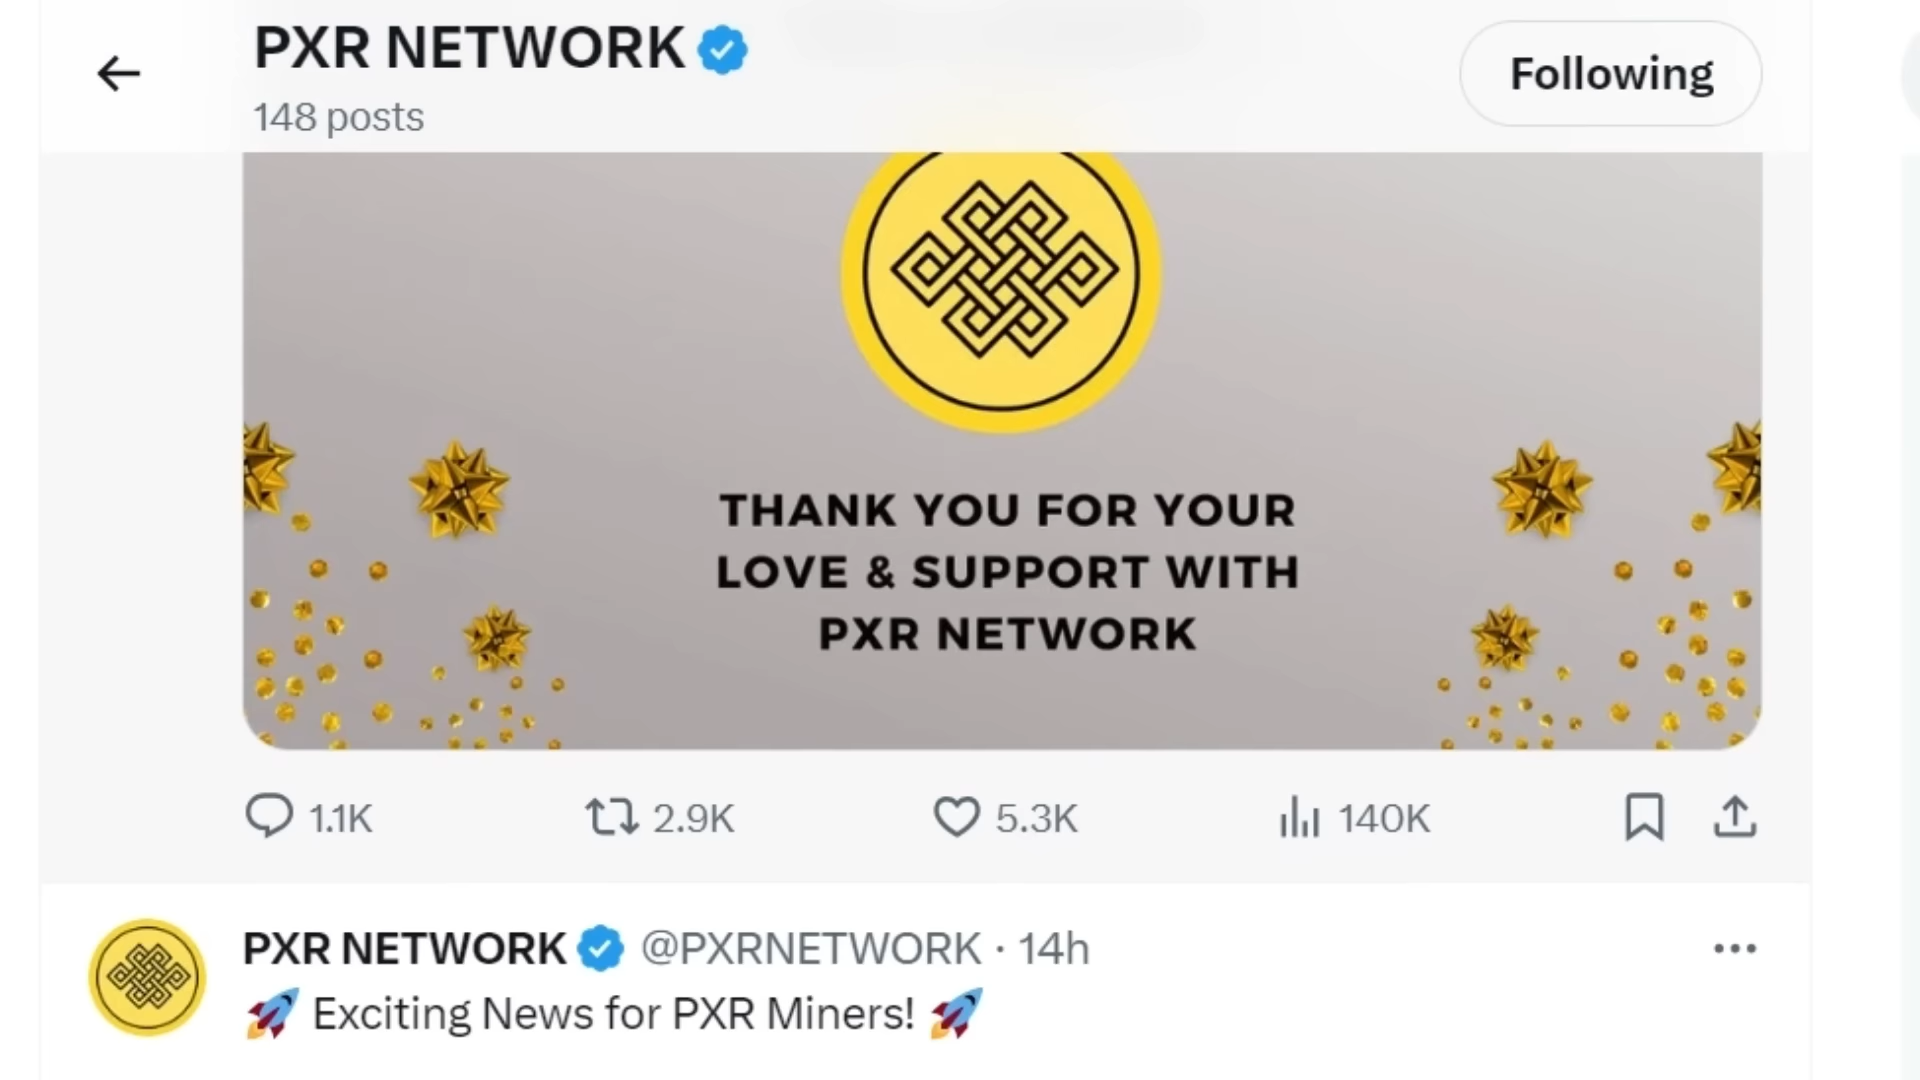 PXR NETWORK
148 posts
Following
THANK YOU FOR YOUR
LOVE & SUPPORT WITH
PXR NETWORK
1.1K 2.9K 5.3K 140K
PXR NETWORK @PXRNETWORK · 14h
🚀 Exciting News for PXR Miners! 🚀